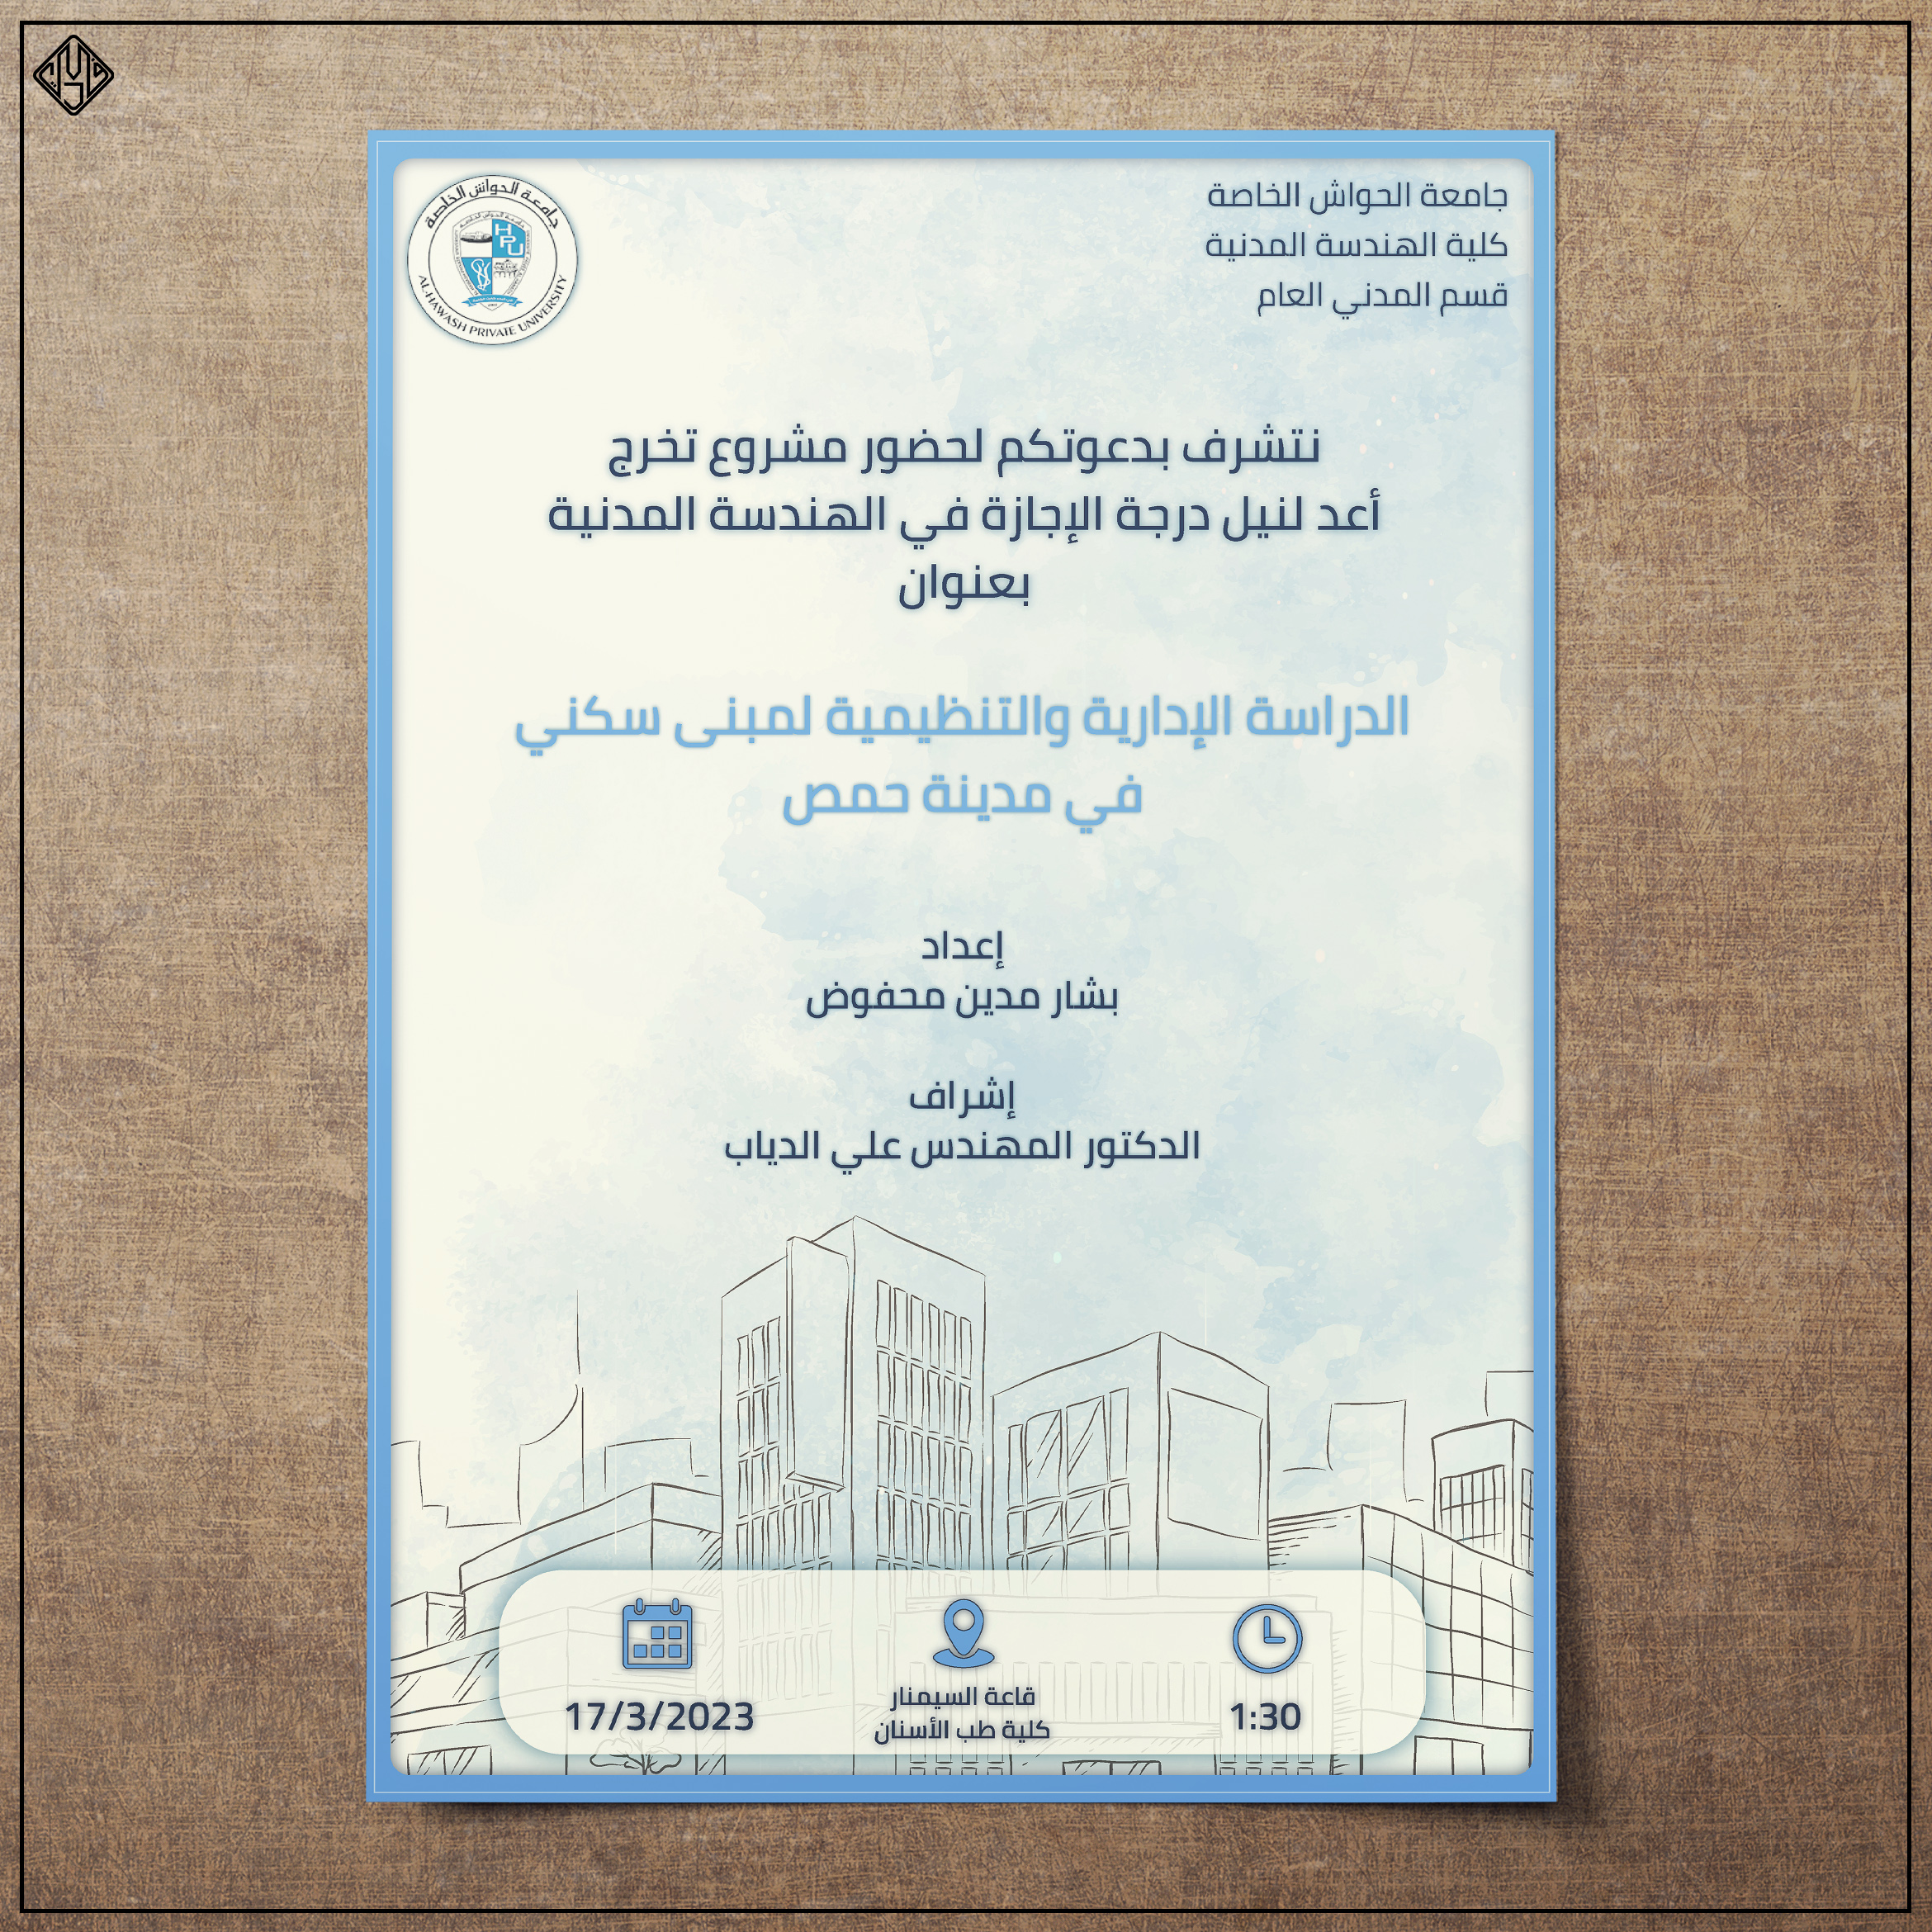 جامعة الحواش الخاصة
كلية الهندسة المدنية
قسم المدني العام
جامعة الحواش الخاصة
HPU
AL-HAWASH PRIVATE UNIVERSITY
نتشرف بدعوتكم لحضور مشروع تخرج
أعد لنيل درجة الإجازة في الهندسة المدنية
بعنوان
الدراسة الإدارية والتنظيمية لمبنى سكني
في مدينة حمص
إعداد
بشار مدين محفوض
إشراف
الدكتور المهندس علي الدياب
1:30
قاعة السيمنار
كلية طب الأسنان
17/3/2023